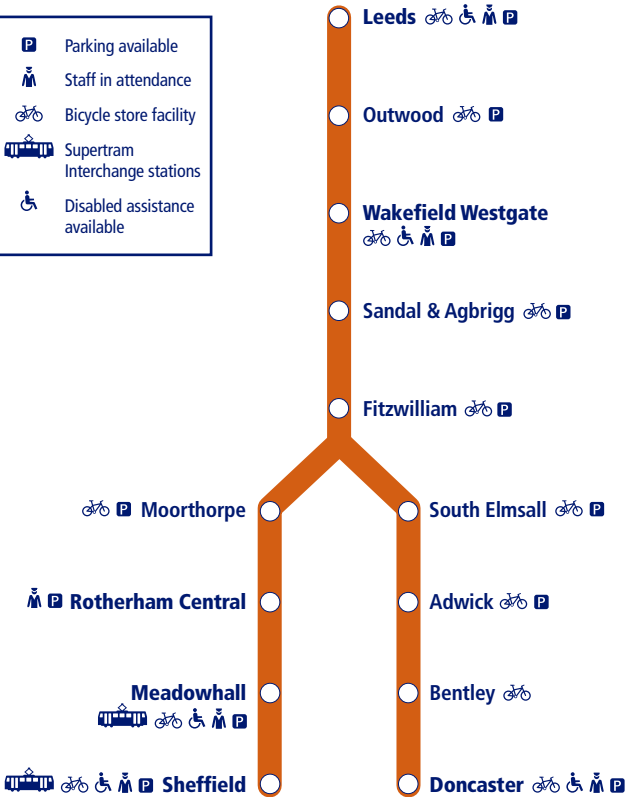 P Parking available
Staff in attendance
Bicycle store facility
Supertram
Interchange stations
Disabled assistance
available
Leeds P
Outwood P
Wakefield Westgate
P
Sandal & Agbrigg P
Fitzwilliam P
P Moorthorpe
South Elmsall P
P Rotherham Central
Adwick P
Meadowhall
P
Bentley
P Sheffield
Doncaster P